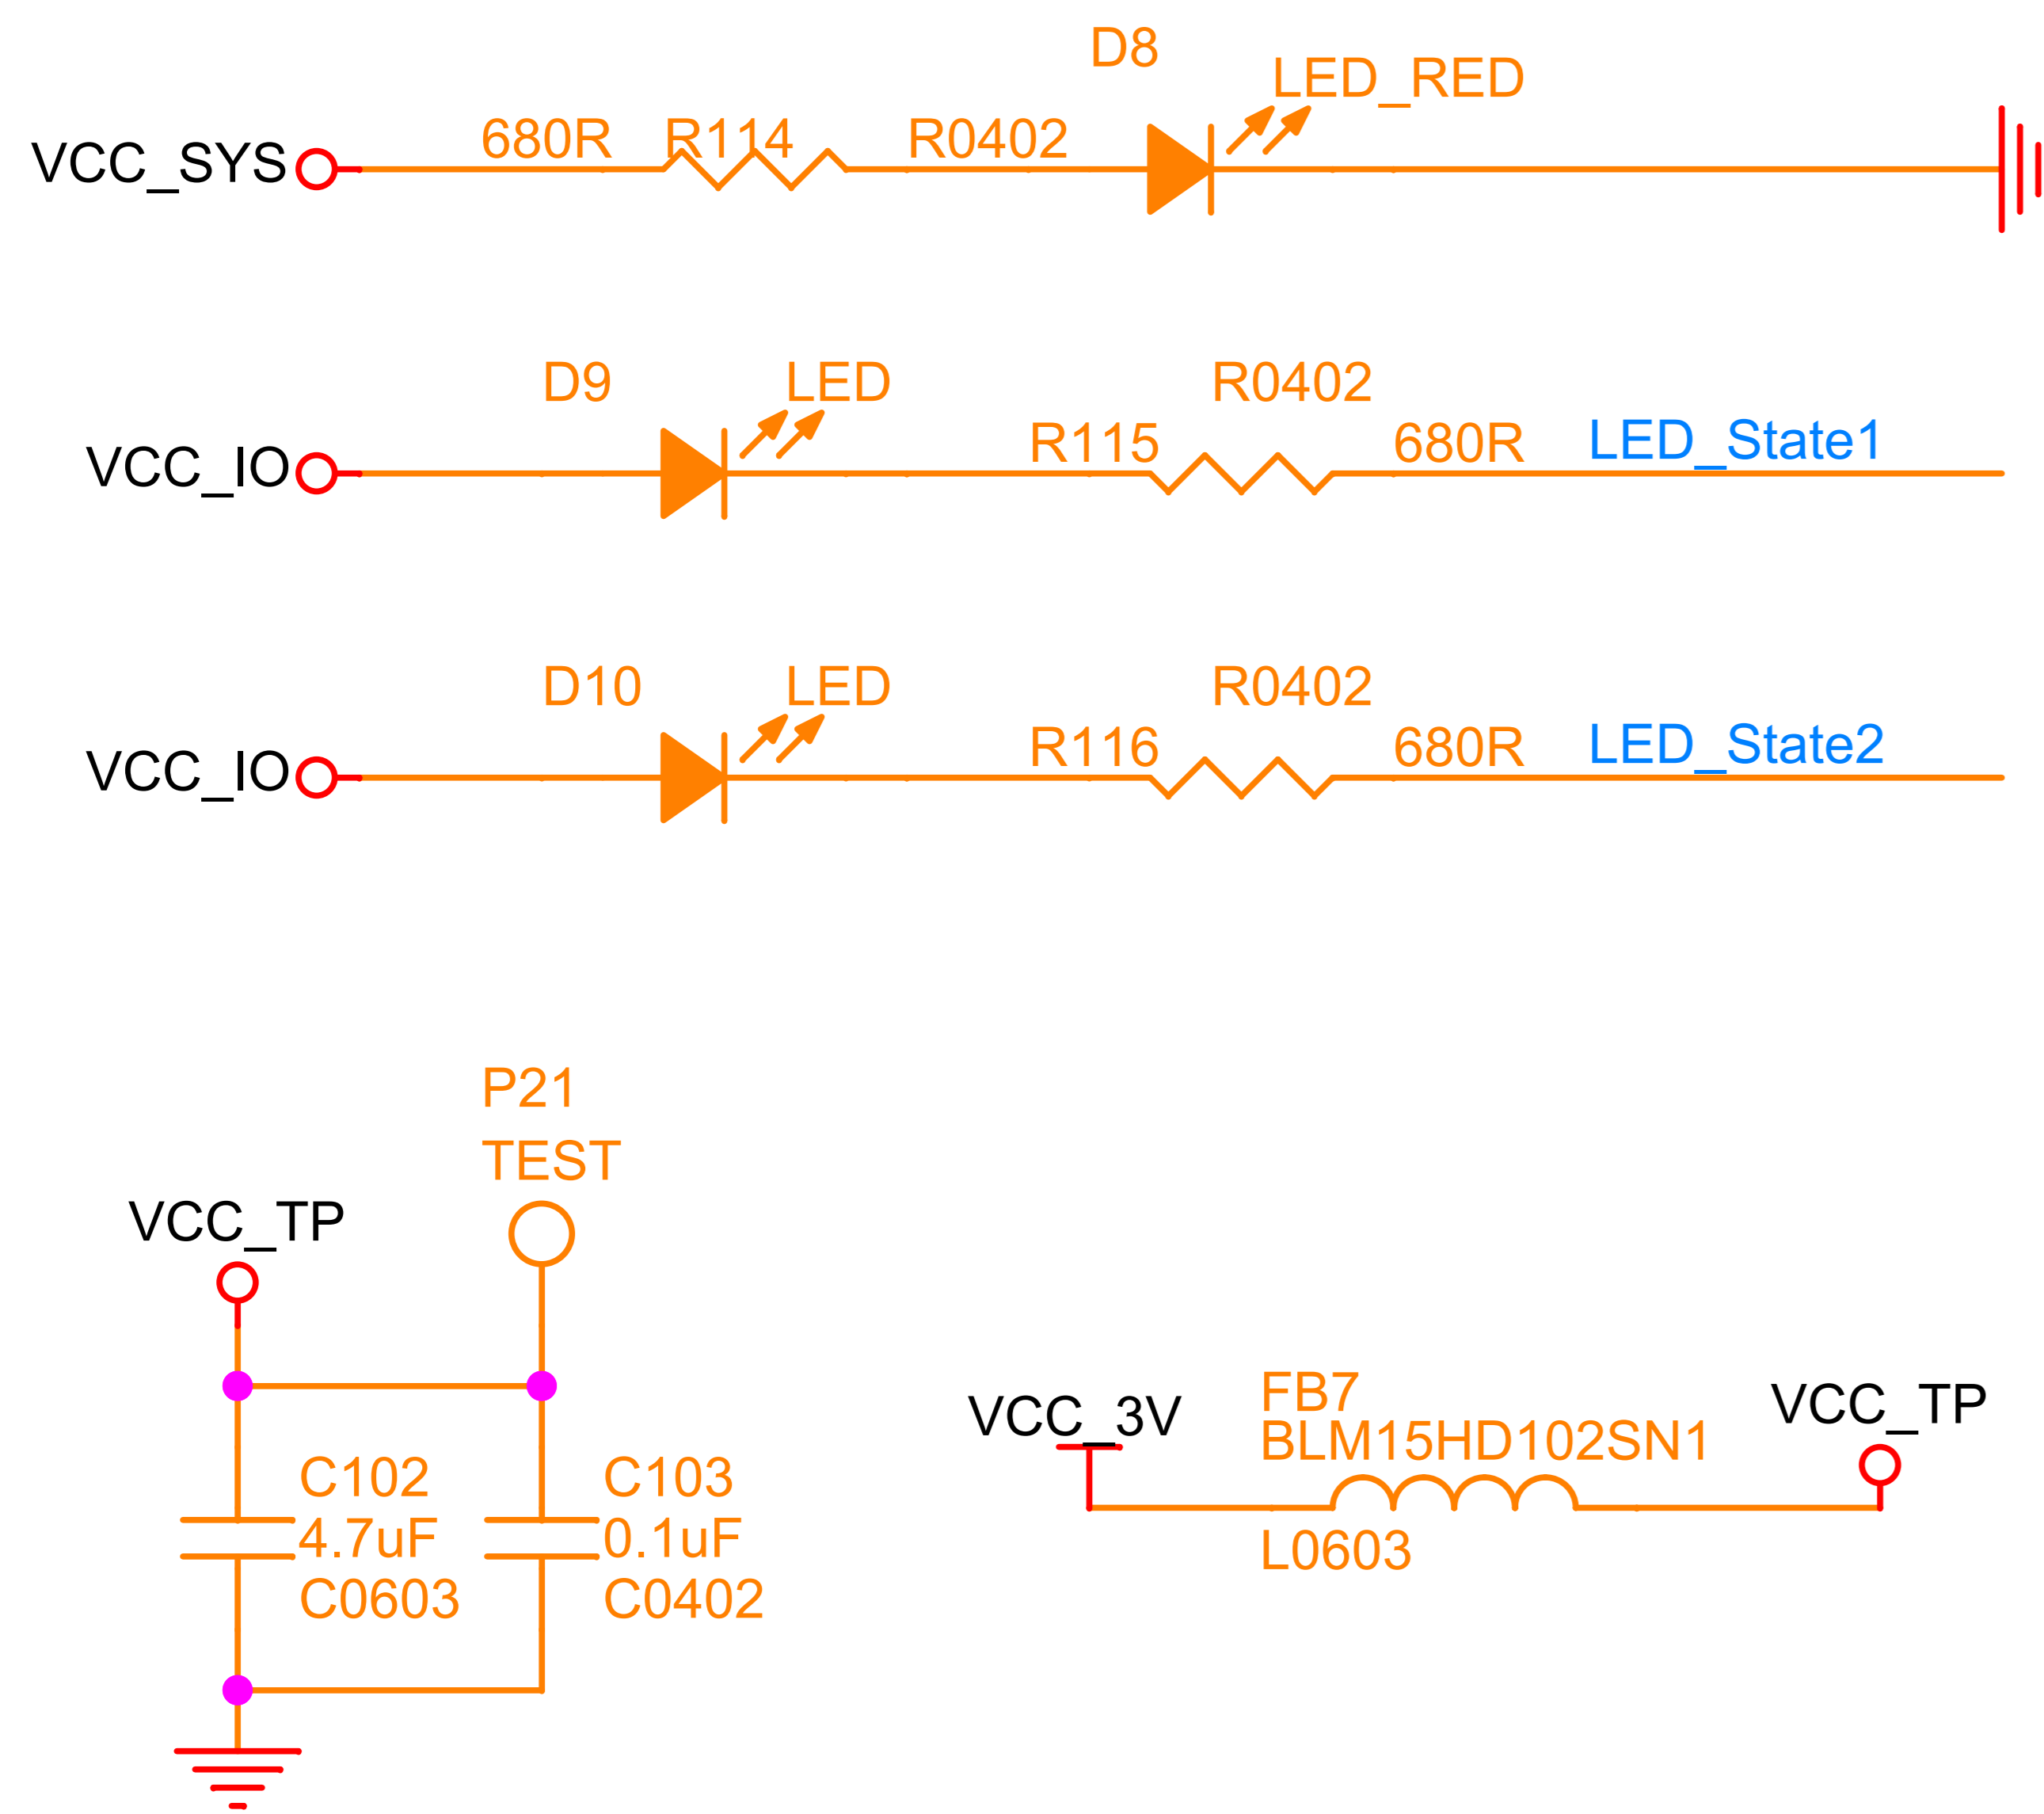 D8
LED_RED
680R R114 R0402
VCC_SYS
D9 LED R0402
R115 680R LED_State1
VCC_IO
D10 LED R0402
R116 680R LED_State2
VCC_IO
P21
TEST
VCC_TP
FB7
VCC_3V BLM15HD102SN1 VCC_TP
C102 C103
4.7uF 0.1uF
L0603
C0603 C0402